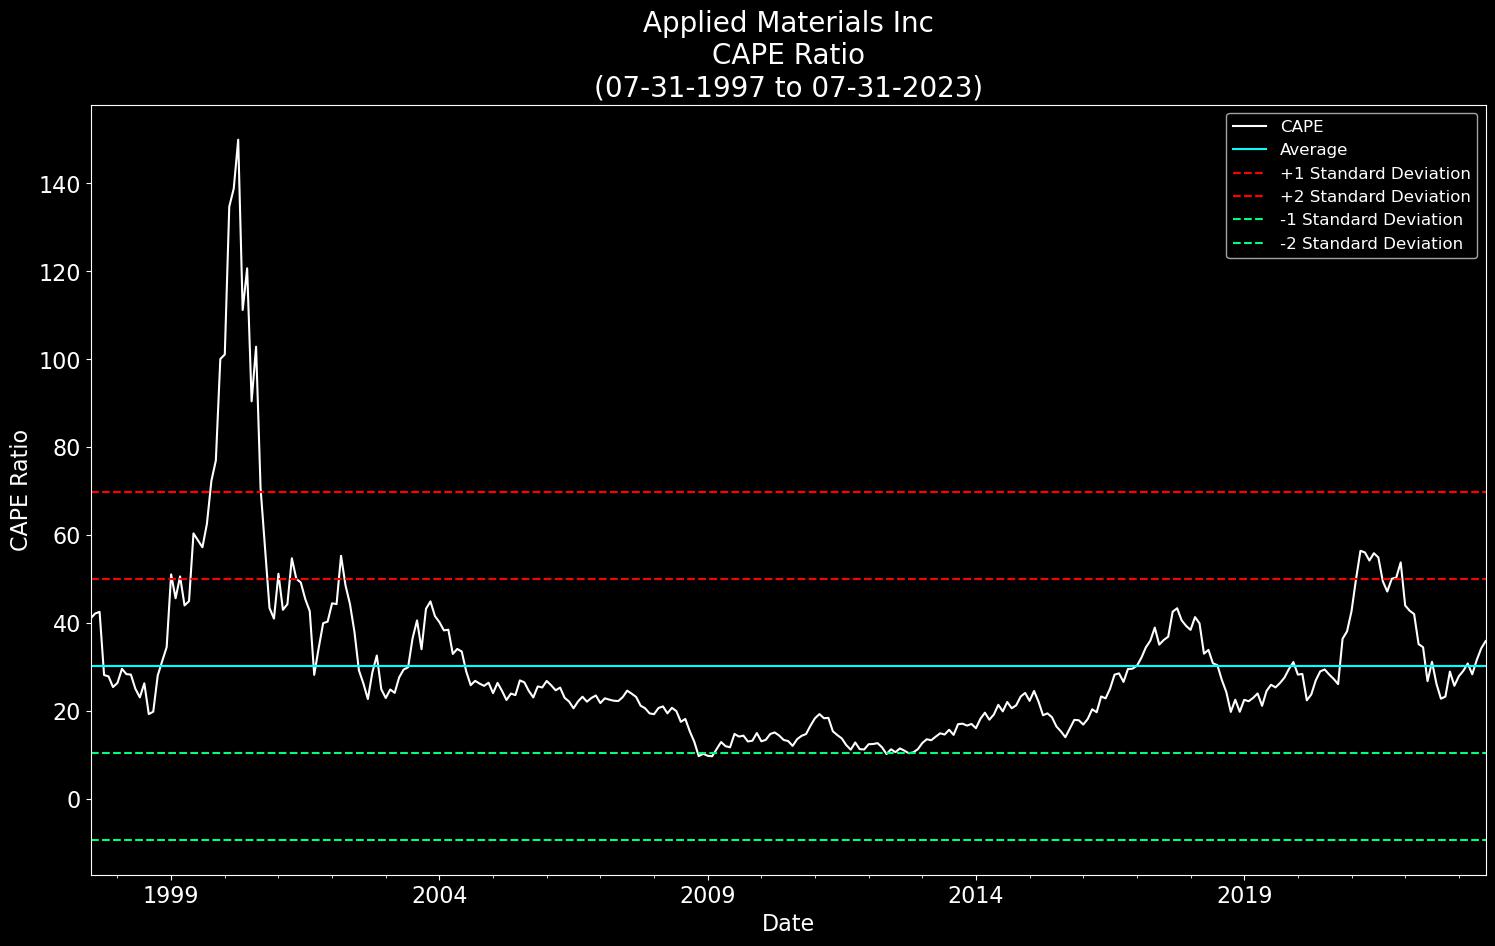 Applied Materials Inc
CAPE Ratio
(07-31-1997 to 07-31-2023)
CAPE
Average
+1 Standard Deviation
+2 Standard Deviation
-1 Standard Deviation
-2 Standard Deviation
CAPE Ratio
140
120
100
80
60
40
20
0
1999 2004 2009 2014 2019
Date